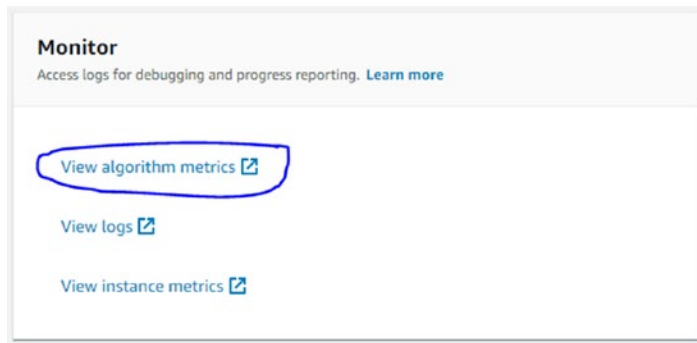 Monitor
Access logs for debugging and progress reporting. Learn more
View algorithm metrics
View logs
View instance metrics